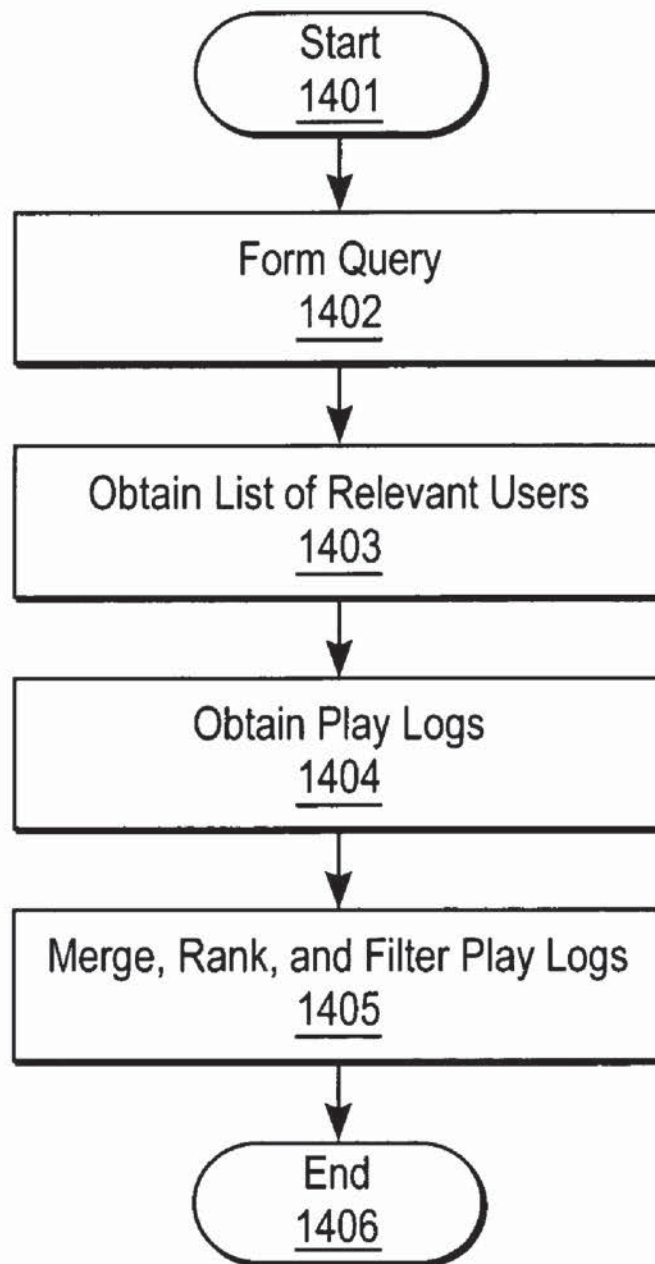 Start
1401
Form Query
1402
Obtain List of Relevant Users
1403
Obtain Play Logs
1404
Merge, Rank, and Filter Play Logs
1405
End
1406